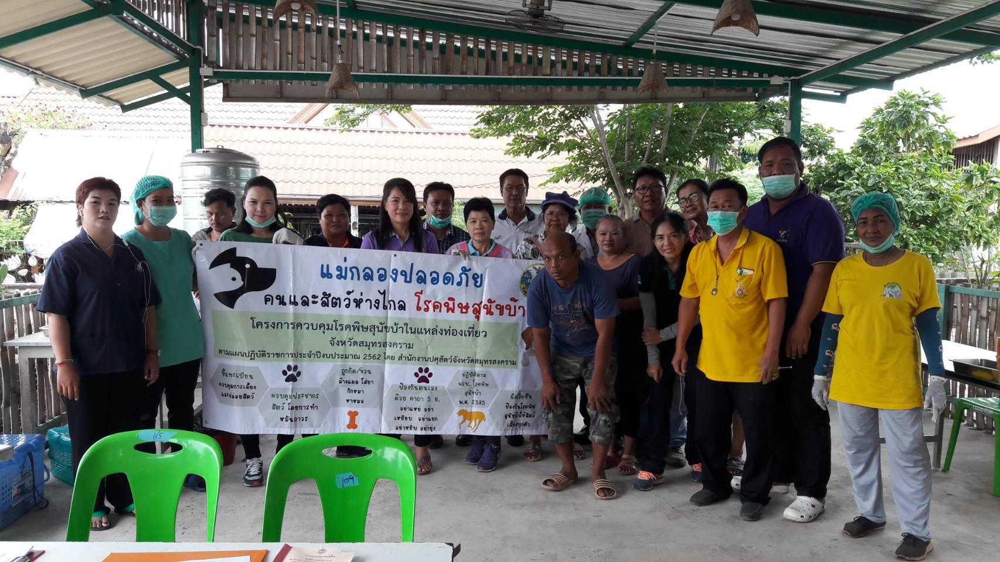 แม่กลองปลอดภัย
คนและสัตว์ห่างไกล โรคพิษสุนัขบ้า
โครงการควบคุมโรคพิษสุนัขบ้าในแหล่งท่องเที่ยว
จังหวัดสมุทรสงคราม
ตามแผนปฏิบัติราชการประจำปีงบประมาณ 2562 โดย สำนักงานปศุสัตว์จังหวัดสมุทรสงคราม
ขึ้นทะเบียน
ควบคุมการเลี้ยง
และปล่อยสัตว์
ควบคุมประชากร
สัตว์ โดยการทำ
หมันถาวร
ถูกกัด/ข่วน
ล้างแผล ใส่ยา
กักหมา
หาหมอ
ป้องกันตนเอง
ด้วย คาถา 5 ย.
อย่าแหย่ อย่า
เหยียบ อย่าแยก
อย่าหยิบ อย่ายุ่ง
ปฏิบัติตาม
พรบ. โรคพิษ
สุนัขบ้า
พ.ศ. 2535
ฉีดวัคซีน
ป้องกันโรคพิษ
สุนัขบ้าให้สัตว์
เลี้ยงทุกตัว
165
109